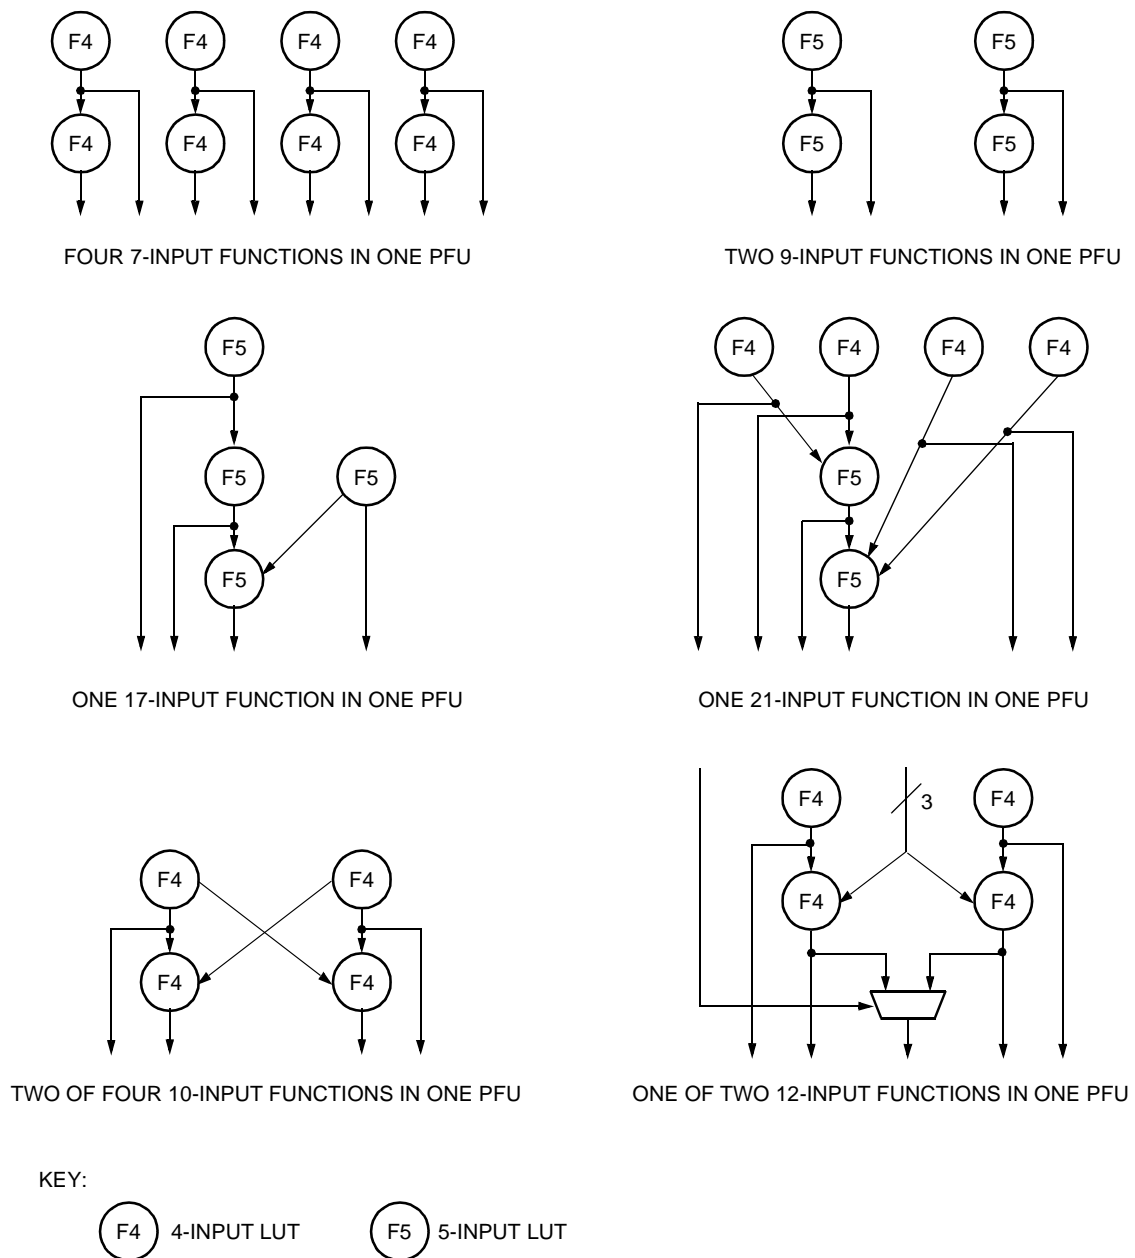 F4 F4 F4 F4 F5 F5
F4 F4 F4 F4 F5 F5
FOUR 7-INPUT FUNCTIONS IN ONE PFU
TWO 9-INPUT FUNCTIONS IN ONE PFU
F5
F5 F5
F5
ONE 17-INPUT FUNCTION IN ONE PFU
F4 F4 F4 F4
F5
F5
ONE 21-INPUT FUNCTION IN ONE PFU
F4 F4
F4 F4
TWO OF FOUR 10-INPUT FUNCTIONS IN ONE PFU
F4 3 F4
F4 F4
ONE OF TWO 12-INPUT FUNCTIONS IN ONE PFU
KEY:
F4 4-INPUT LUT F5 5-INPUT LUT